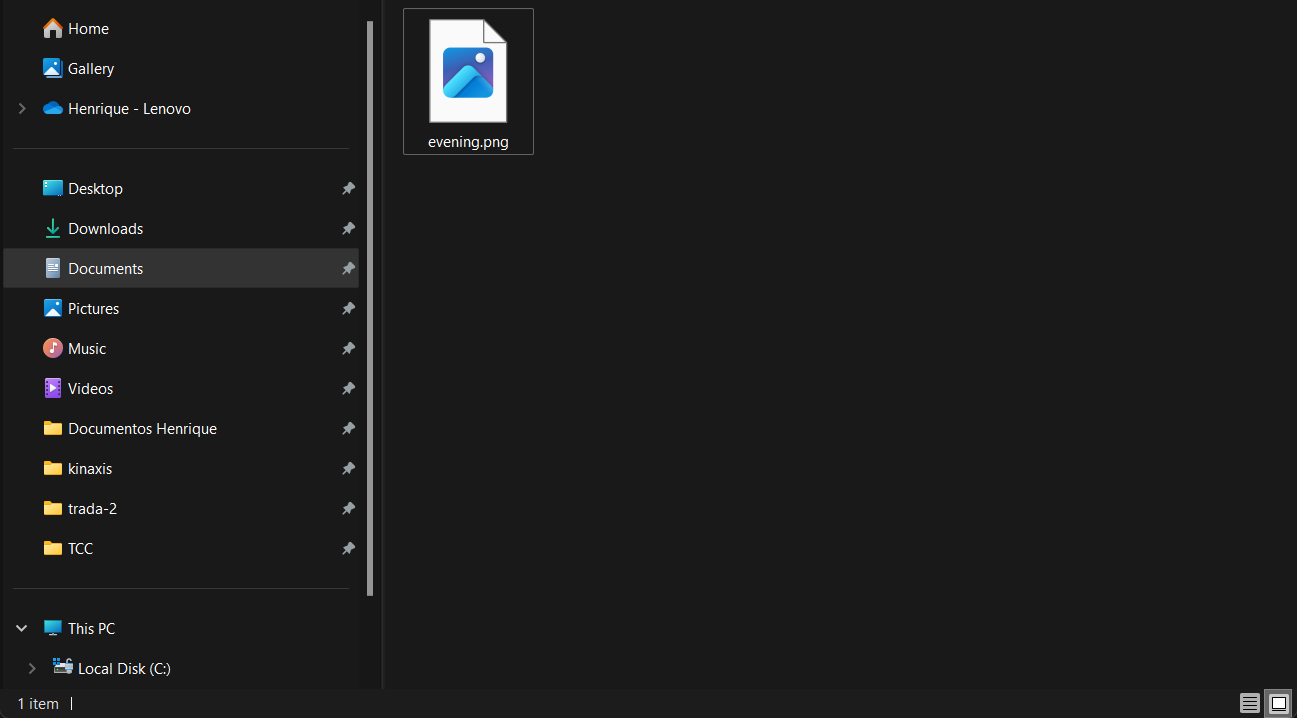 Home
Gallery
Henrique - Lenovo
Desktop
Downloads
Documents
Pictures
Music
Videos
Documentos Henrique
kinaxis
trada-2
TCC
This PC
Local Disk (C:)
evening.png
1 item